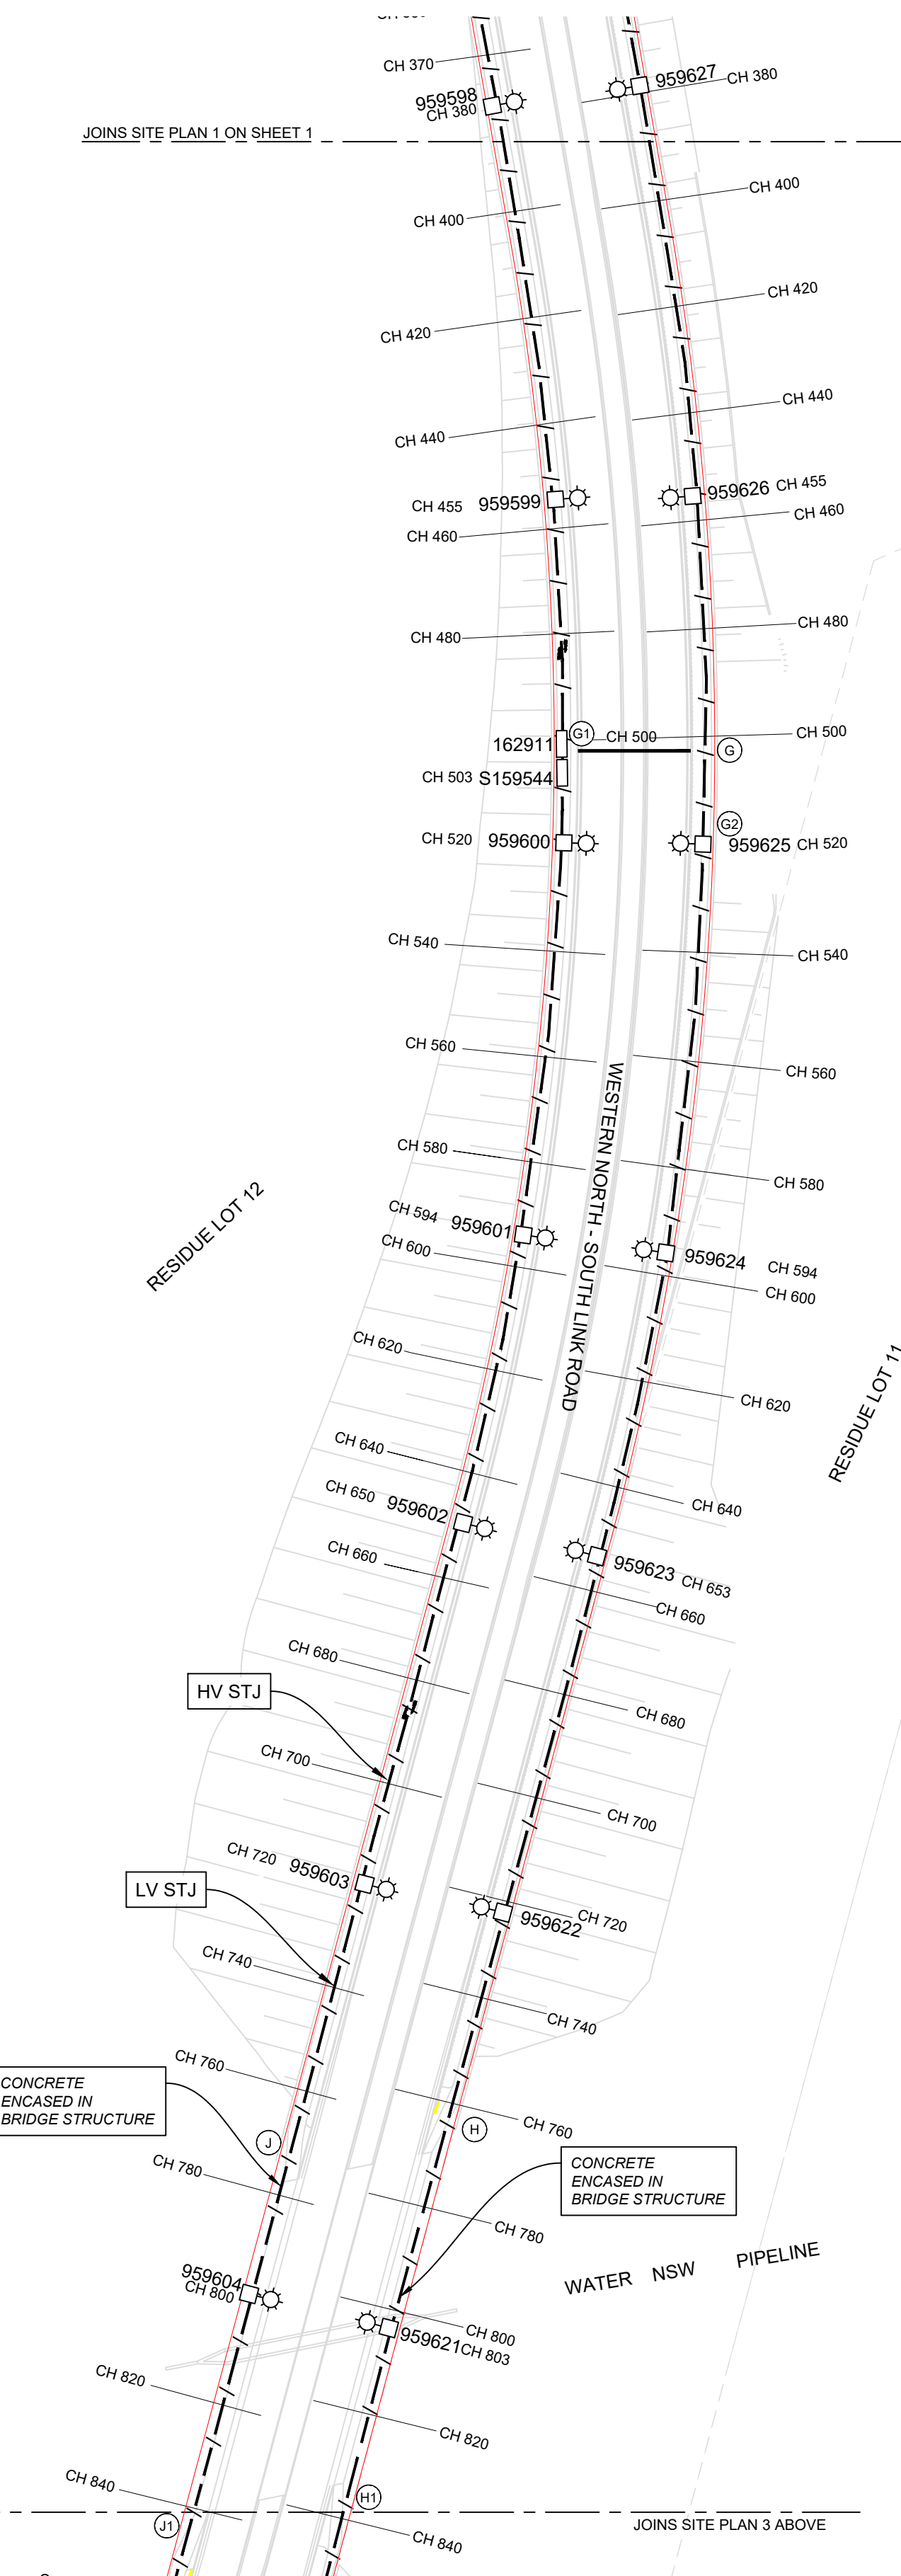 CH 370
959627
CH 380
959598
CH 380
JOINS SITE PLAN 1 ON SHEET 1
CH 400
CH 400
CH 420
CH 420
CH 440
CH 440
CH 455
959599
959626
CH 455
CH 460
CH 460
CH 480
CH 480
162911
G1
CH 500
CH 500
G
CH 503
S159544
CH 520
959600
G2
959625
CH 520
CH 540
CH 540
CH 560
CH 560
WESTERN NORTH - SOUTH LINK ROAD
CH 580
CH 580
RESIDUE LOT 12
CH 594
959601
959624
CH 594
CH 600
CH 600
CH 620
CH 620
RESIDUE LOT 11
CH 640
CH 640
CH 650
959602
CH 660
959623
CH 653
CH 660
CH 680
CH 680
HV STJ
CH 700
CH 700
CH 720
959603
LV STJ
959622
CH 720
CH 740
CH 740
CH 760
CH 760
CONCRETE
ENCASED IN
BRIDGE STRUCTURE
J
H
CH 780
CH 780
CONCRETE
ENCASED IN
BRIDGE STRUCTURE
WATER NSW PIPELINE
959604
CH 800
CH 800
959621
CH 803
CH 820
CH 820
CH 840
CH 840
J1
H1
JOINS SITE PLAN 3 ABOVE